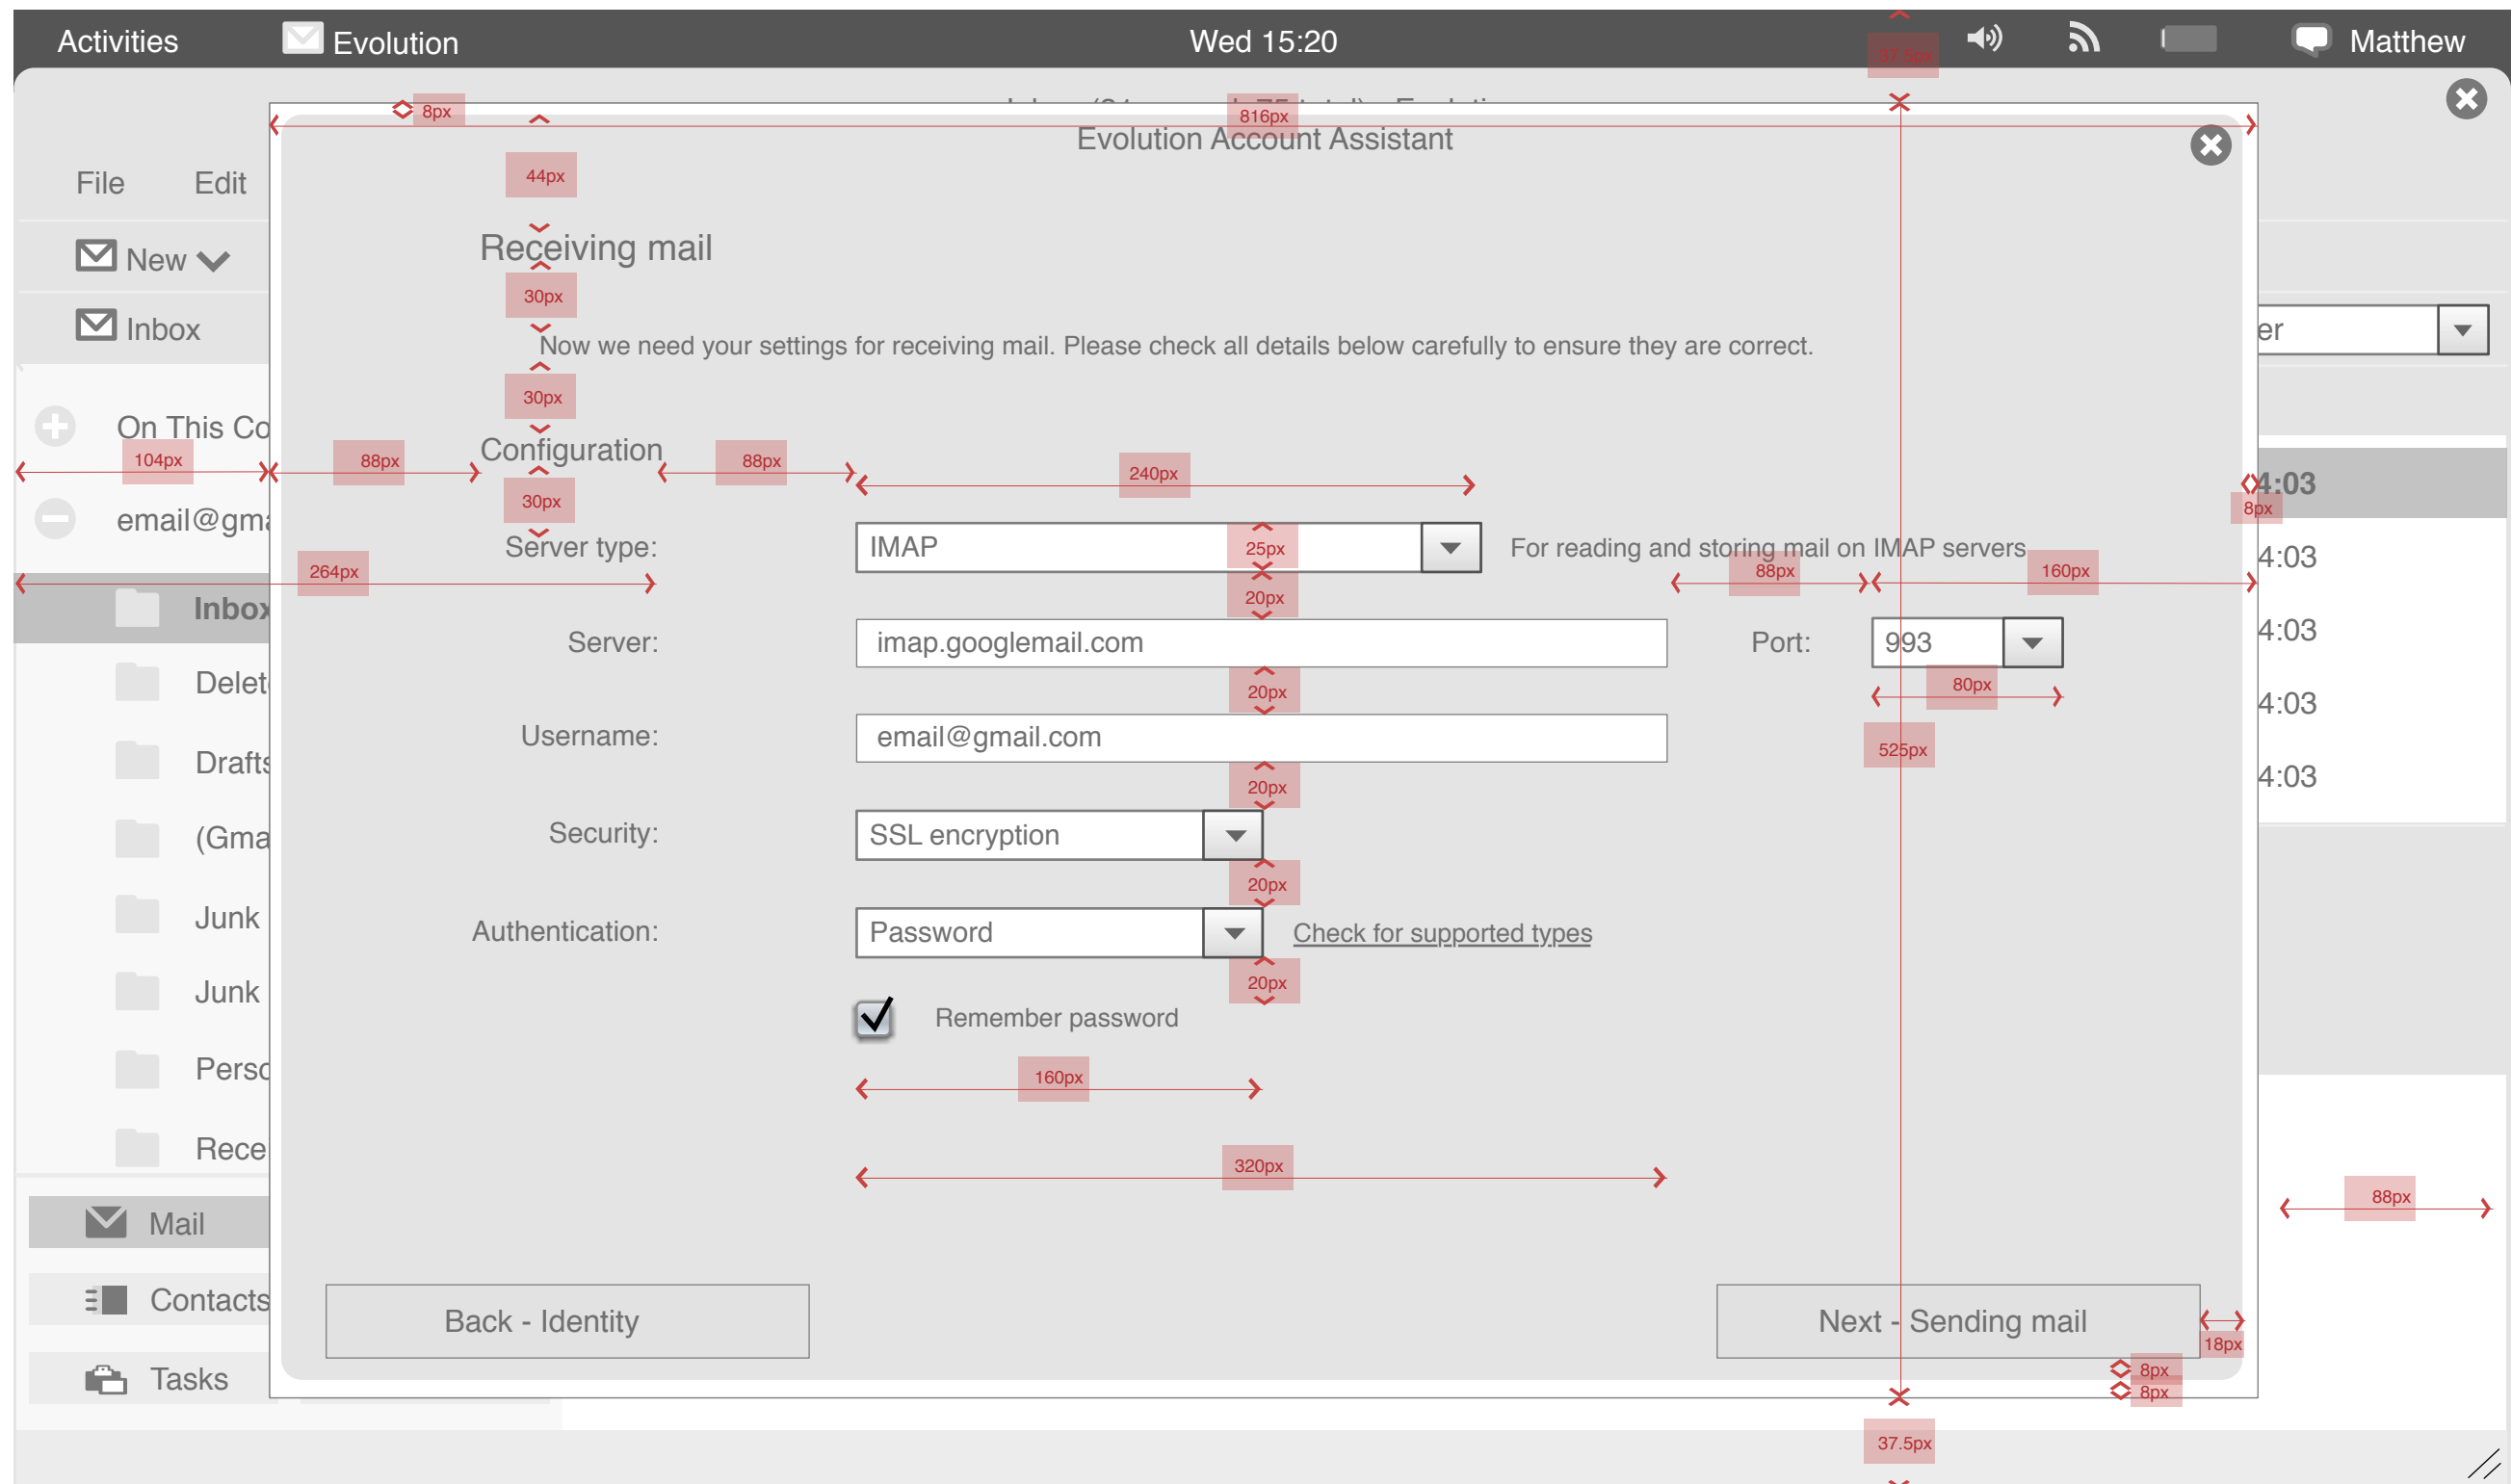 Activities
Evolution
Wed 15:20
37.5px
Matthew
8px
816px
Evolution Account Assistant
File
Edit
44px
New
Receiving mail
30px
Inbox
er
Now we need your settings for receiving mail. Please check all details below carefully to ensure they are correct.
30px
On This Co
Configuration
104px
88px
88px
240px
4:03
30px
8px
email@gma
Server type:
IMAP
25px
For reading and storing mail on IMAP servers
4:03
264px
88px
160px
20px
Inbox
Server:
imap.googlemail.com
Port:
993
4:03
Delet
20px
80px
4:03
Username:
email@gmail.com
525px
Drafts
20px
4:03
(Gma
Security:
SSL encryption
20px
Junk
Authentication:
Password
Check for supported types
20px
Junk
Remember password
Perso
160px
Rece
320px
88px
Mail
Contacts
Back - Identity
Next - Sending mail
18px
Tasks
8px
8px
37.5px